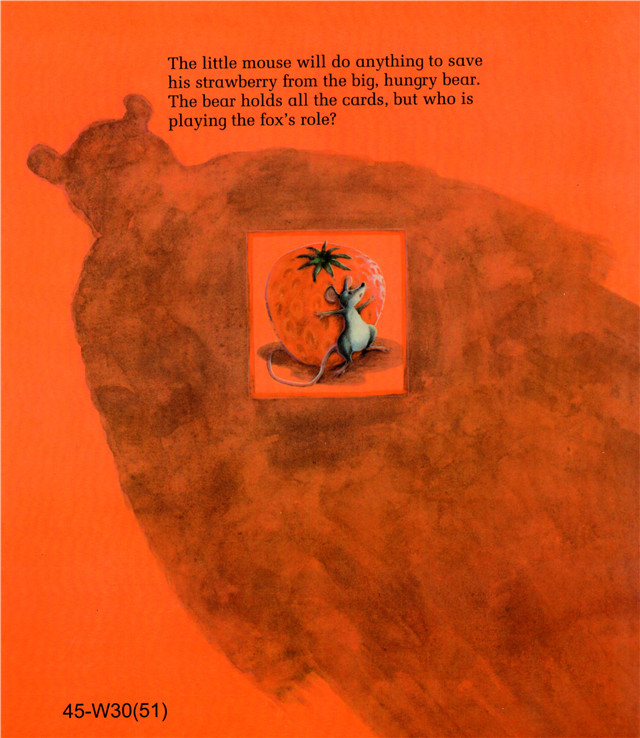 The little mouse will do anything to save
his strawberry from the big, hungry bear.
The bear holds all the cards, but who is
playing the fox's role?
45-W30(51)